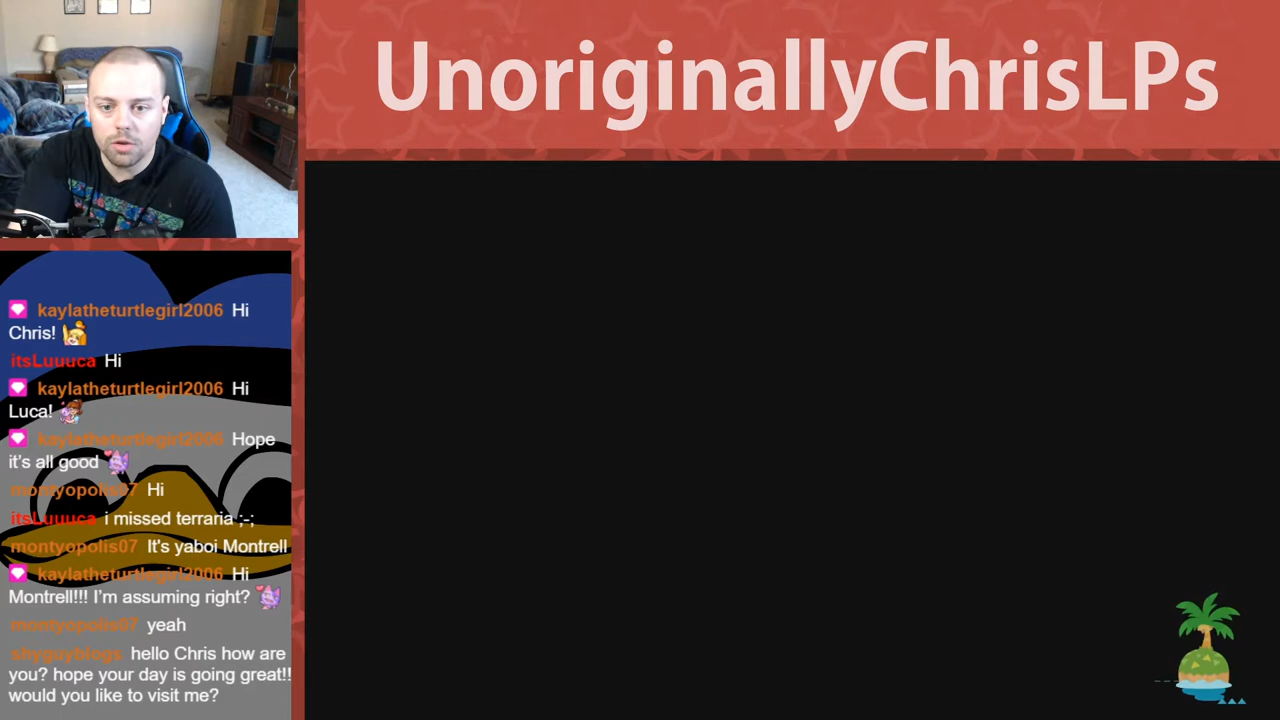 UnoriginallyChrisLPs
kaylatheturtlegirl2006 Hi
Chris!
itsLuuuca Hi
kaylatheturtlegirl2006 Hi
Luca!
kaylatheturtlegirl2006 Hope
it's all good
montyopolis07 Hi
itsLuuuca i missed terraria ;-;
montyopolis07 It's yaboi Montrell
kaylatheturtlegirl2006 Hi
Montrell!!! I'm assuming right?
montyopolis07 yeah
shyguyblogs hello Chris how are
you? hope your day is going great!!
would you like to visit me?